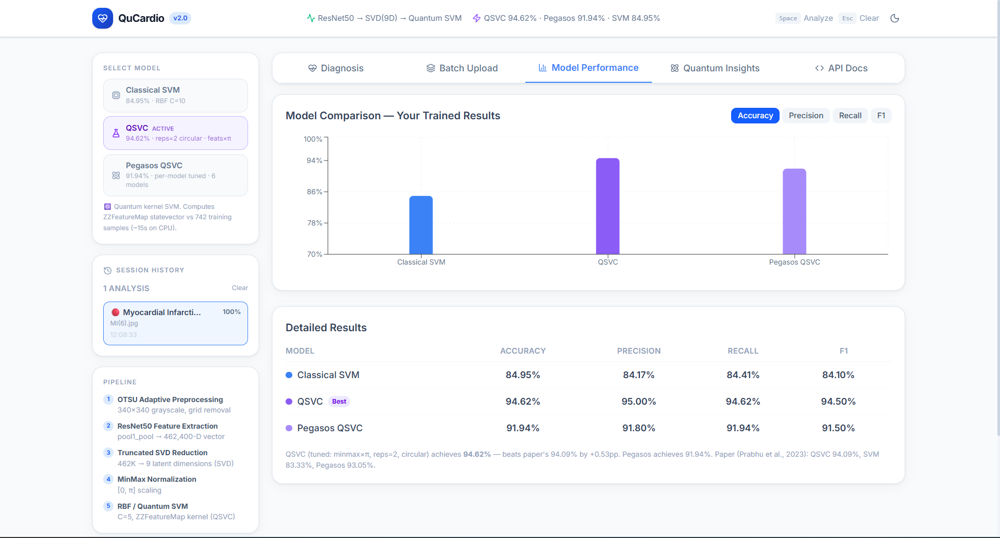 QuCardio v2.0
ResNet50 → SVD(9D) → Quantum SVM QSVC 94.62% · Pegasos 91.94% · SVM 84.95%
Space Analyze Esc Clear
SELECT MODEL
Classical SVM
84.95% · RBF C=10
QSVC ACTIVE
94.62% · reps=2 circular · feats×π
Pegasos QSVC
91.94% · per-model tuned · 6
models
Quantum kernel SVM. Computes
ZZFeatureMap statevector vs 742 training
samples (~15s on CPU).
SESSION HISTORY
1 ANALYSIS Clear
Myocardial Infarcti... 100%
MI(6).jpg
12:08:33
PIPELINE
1 OTSU Adaptive Preprocessing
340×340 grayscale, grid removal
2 ResNet50 Feature Extraction
pool1_pool → 462,400-D vector
3 Truncated SVD Reduction
462K → 9 latent dimensions (SVD)
4 MinMax Normalization
[0, π] scaling
5 RBF / Quantum SVM
C=5, ZZFeatureMap kernel (QSVC)
Diagnosis Batch Upload Model Performance Quantum Insights API Docs
Model Comparison — Your Trained Results
Accuracy Precision Recall F1
100%
94%
86%
78%
70%
Classical SVM QSVC Pegasos QSVC
Detailed Results
MODEL ACCURACY PRECISION RECALL F1
Classical SVM 84.95% 84.17% 84.41% 84.10%
QSVC Best 94.62% 95.00% 94.62% 94.50%
Pegasos QSVC 91.94% 91.80% 91.94% 91.50%
QSVC (tuned: minmax×π, reps=2, circular) achieves 94.62% — beats paper's 94.09% by +0.53pp. Pegasos achieves 91.94%. Paper (Prabhu et al., 2023): QSVC 94.09%, SVM
83.33%, Pegasos 93.05%.